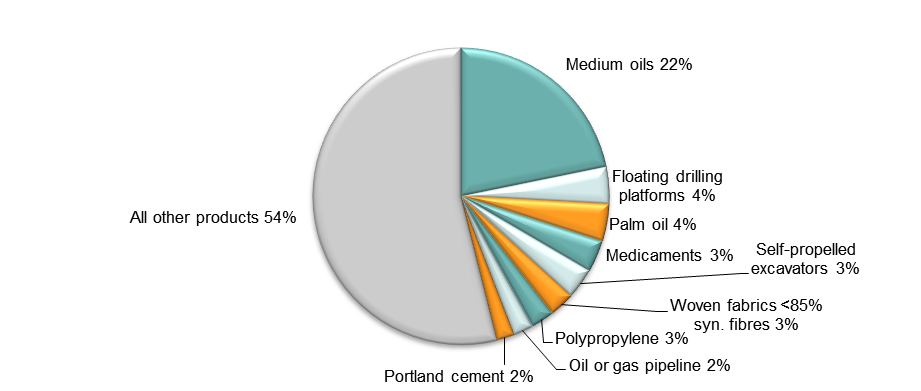 Medium oils 22%
Floating drilling
platforms 4%
Palm oil 4%
Medicaments 3%
Self-propelled
excavators 3%
Woven fabrics <85%
syn. fibres 3%
Polypropylene 3%
Oil or gas pipeline 2%
Portland cement 2%
All other products 54%